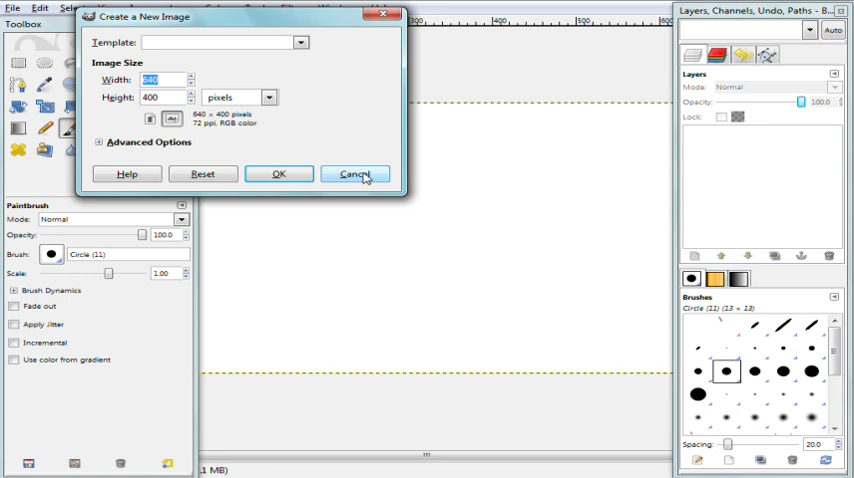 File Edit
Toolbox
Create a New Image
Template:
Image Size
Width: 640
Height: 400 pixels
640 × 400 pixels
72 ppi, RGB color
Advanced Options
Help Reset OK Cancel
Paintbrush
Mode: Normal
Opacity: 100.0
Brush: Circle (11)
Scale: 1.00
Brush Dynamics
Fade out
Apply Jitter
Incremental
Use color from gradient
300
600
MB)
Layers, Channels, Undo, Paths - B...
Auto
Layers
Mode: Normal
Opacity: 100.0
Lock:
Brushes
Circle (11) (13 × 13)
Spacing: 20.0